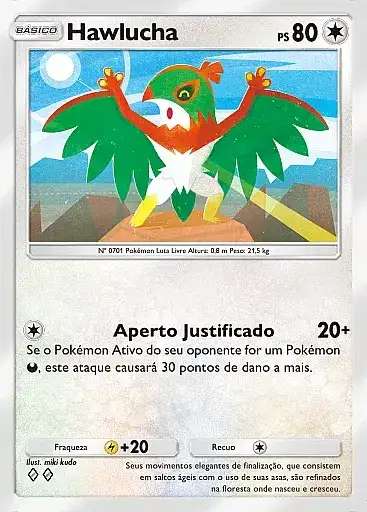 BÁSICO Hawlucha PS 80
Nº 0701 Pokémon Luta Livre Altura: 0,8 m Peso: 21,5 kg
Aperto Justificado 20+
Se o Pokémon Ativo do seu oponente for um Pokémon
, este ataque causará 30 pontos de dano a mais.
Fraqueza +20 Recuo
Ilust. miki kudo
Seus movimentos elegantes de finalização, que consistem
em saltos ágeis com o uso de suas asas, são refinados
na floresta onde nasceu e cresceu.